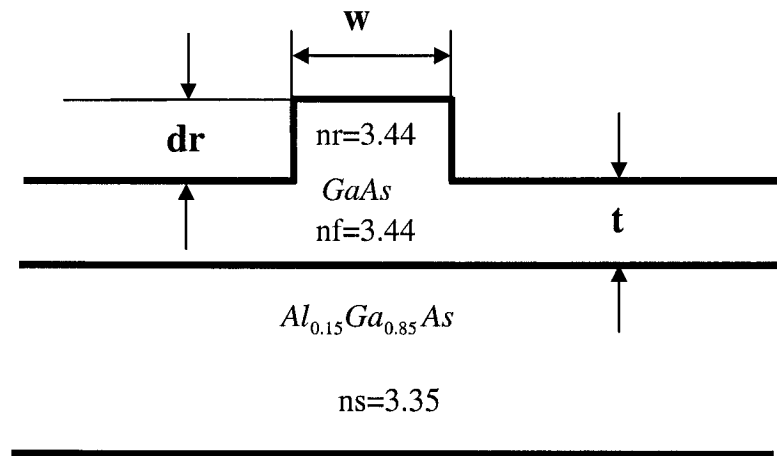 w
dr
nr=3.44
GaAs
nf=3.44
t
Al0.15Ga0.85As
ns=3.35